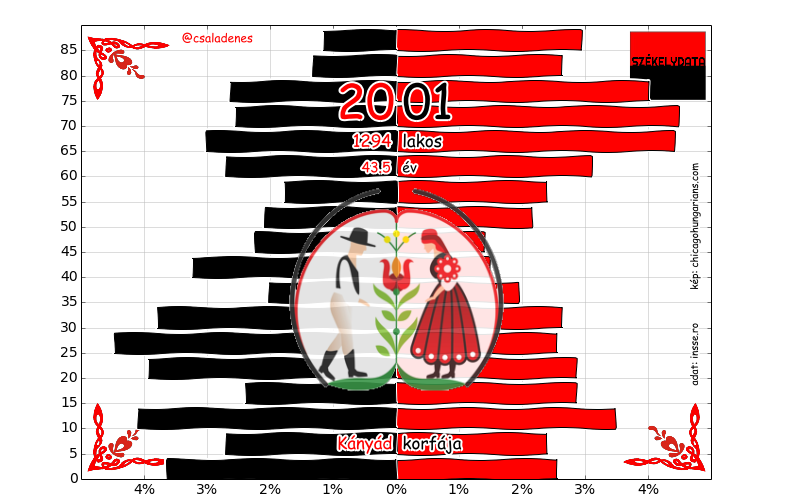 @csaladenes
SZÉKELYDATA
2001
1294 lakos
43.5 év
kép: chicagohungarians.com
adat: insse.ro
Kányád korfája
85
80
75
70
65
60
55
50
45
40
35
30
25
20
15
10
5
0
4% 3% 2% 1% 0% 1% 2% 3% 4%